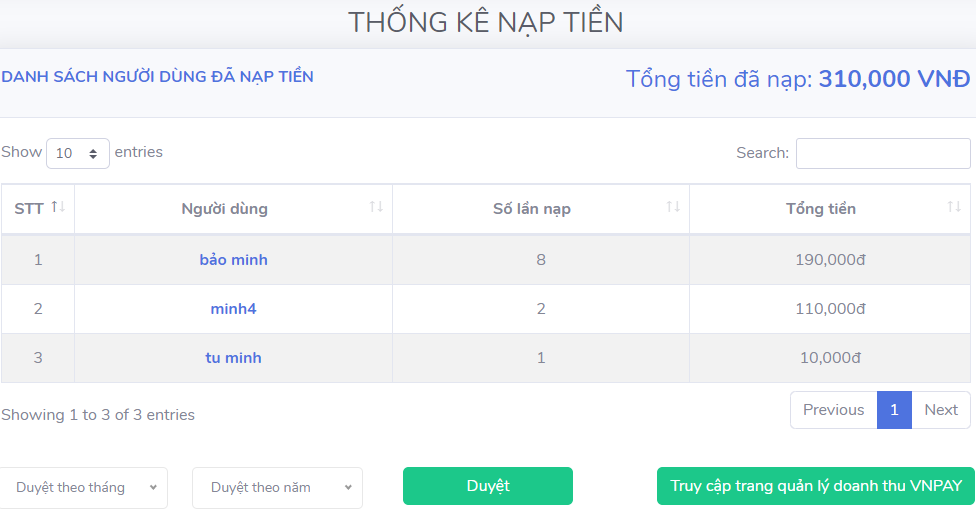 THỐNG KÊ NẠP TIỀN
DANH SÁCH NGƯỜI DÙNG ĐÃ NẠP TIỀN
Tổng tiền đã nạp: 310,000 VNĐ
Show 10 entries
Search:
STT Người dùng Số lần nạp Tổng tiền
1 bảo minh 8 190,000đ
2 minh4 2 110,000đ
3 tu minh 1 10,000đ
Showing 1 to 3 of 3 entries
Previous 1 Next
Duyệt theo tháng Duyệt theo năm Duyệt Truy cập trang quản lý doanh thu VNPAY